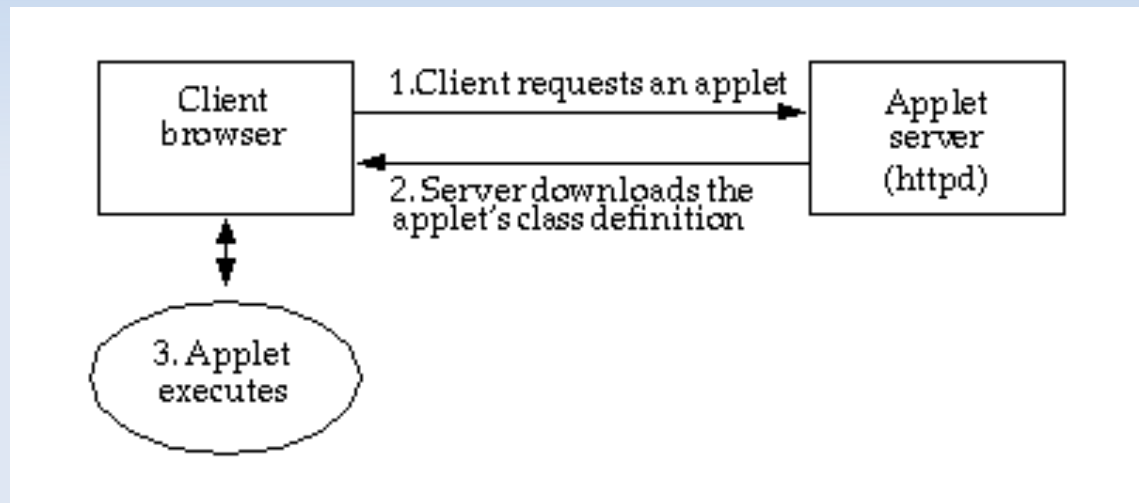 Client
browser
1.Client requests an applet
Applet
server
(httpd)
2. Server downloads the
applet's class definition
3. Applet
executes